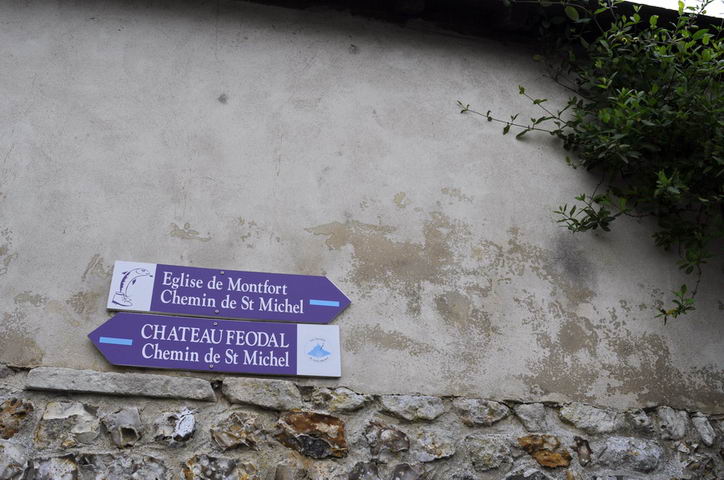 Eglise de Montfort
Chemin de St Michel
CHATEAU FEODAL
Chemin de St Michel